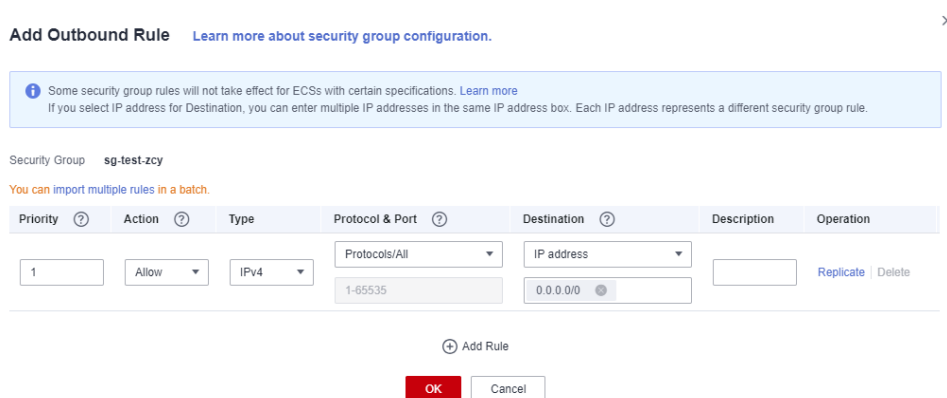 Add Outbound Rule Learn more about security group configuration.
Some security group rules will not take effect for ECSs with certain specifications. Learn more
If you select IP address for Destination, you can enter multiple IP addresses in the same IP address box. Each IP address represents a different security group rule.
Security Group sg-test-zcy
You can import multiple rules in a batch.
Priority Action Type Protocol & Port Destination Description Operation
Protocols/All IP address
1 Allow IPv4 Replicate Delete
1-65535 0.0.0.0/0
Add Rule
OK Cancel